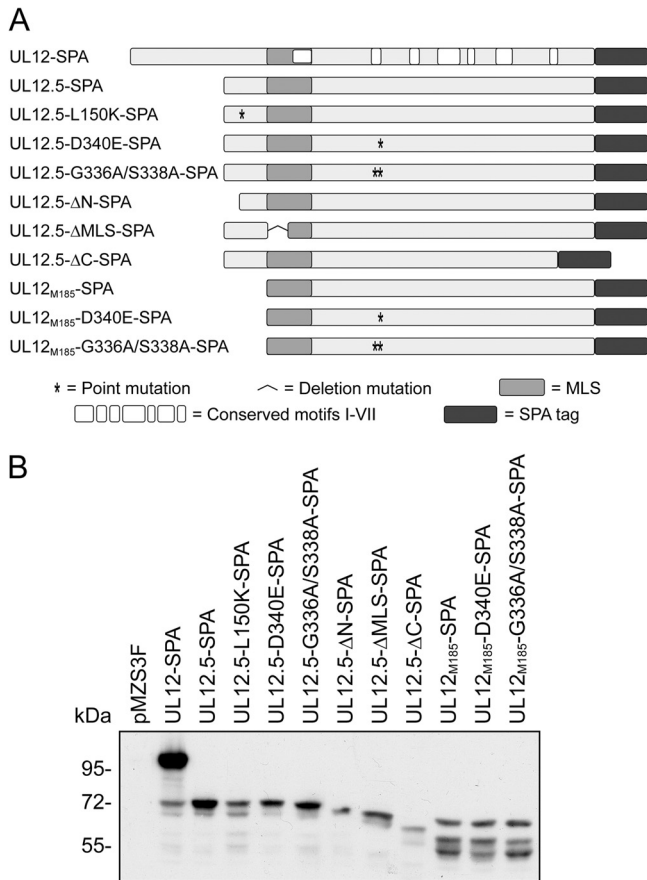 A
UL12-SPA
UL12.5-SPA
UL12.5-L150K-SPA
UL12.5-D340E-SPA
UL12.5-G336A/S338A-SPA
UL12.5-ΔN-SPA
UL12.5-ΔMLS-SPA
UL12.5-ΔC-SPA
UL12M185-SPA
UL12M185-D340E-SPA
UL12M185-G336A/S338A-SPA
* = Point mutation
= Deletion mutation
= MLS
= Conserved motifs I-VII
= SPA tag
B
kDa
pMZS3F
UL12-SPA
UL12.5-SPA
UL12.5-L150K-SPA
UL12.5-D340E-SPA
UL12.5-G336A/S338A-SPA
UL12.5-ΔN-SPA
UL12.5-ΔMLS-SPA
UL12.5-ΔC-SPA
UL12M185-SPA
UL12M185-D340E-SPA
UL12M185-G336A/S338A-SPA
95-
72-
55-